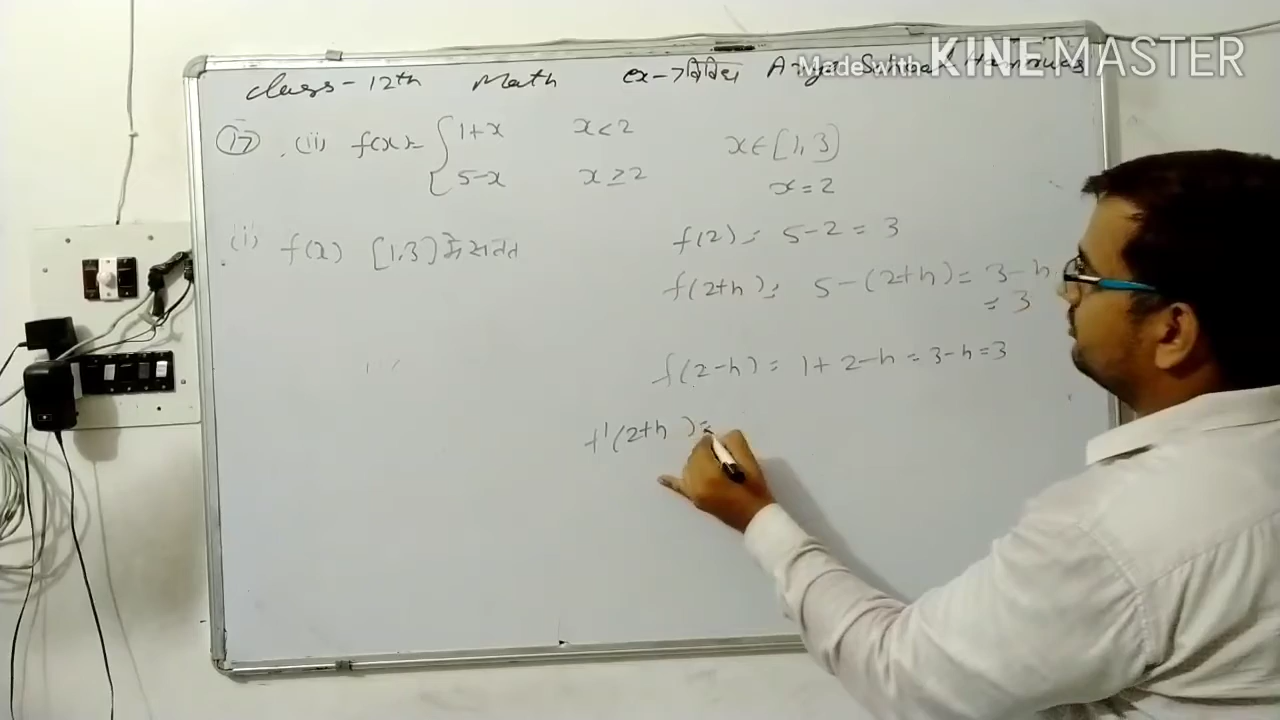 Made with KINEMASTER
Class-12th Math ex-7विविध
(17) (ii) f(x)= { 1+x x<2 x∈[1,3]
5-x x≥2 x=2
(i) f(x) [1,3] में सतत
f(2) = 5-2 = 3
f(2+h) = 5-(2+h) = 3-h
= 3
f(2-h) = 1+2-h = 3-h = 3
f'(2+h) =